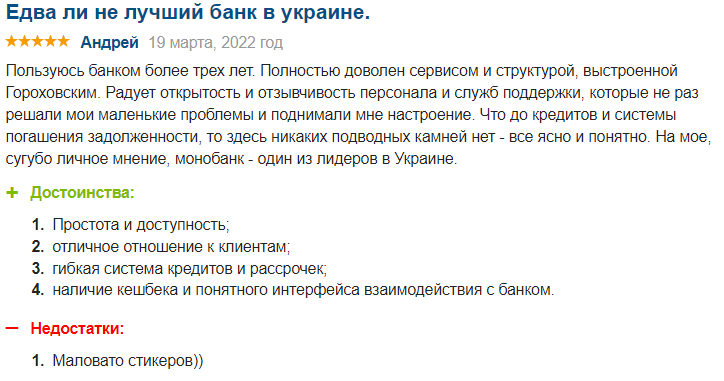 Едва ли не лучший банк в украине.
Андрей 19 марта, 2022 год
Пользуюсь банком более трех лет. Полностью доволен сервисом и структурой, выстроенной
Гороховским. Радует открытость и отзывчивость персонала и служб поддержки, которые не раз
решали мои маленькие проблемы и поднимали мне настроение. Что до кредитов и системы
погашения задолженности, то здесь никаких подводных камней нет - все ясно и понятно. На мое,
сугубо личное мнение, монобанк - один из лидеров в Украине.
+ Достоинства:
1. Простота и доступность;
2. отличное отношение к клиентам;
3. гибкая система кредитов и рассрочек;
4. наличие кешбека и понятного интерфейса взаимодействия с банком.
– Недостатки:
1. Маловато стикеров))